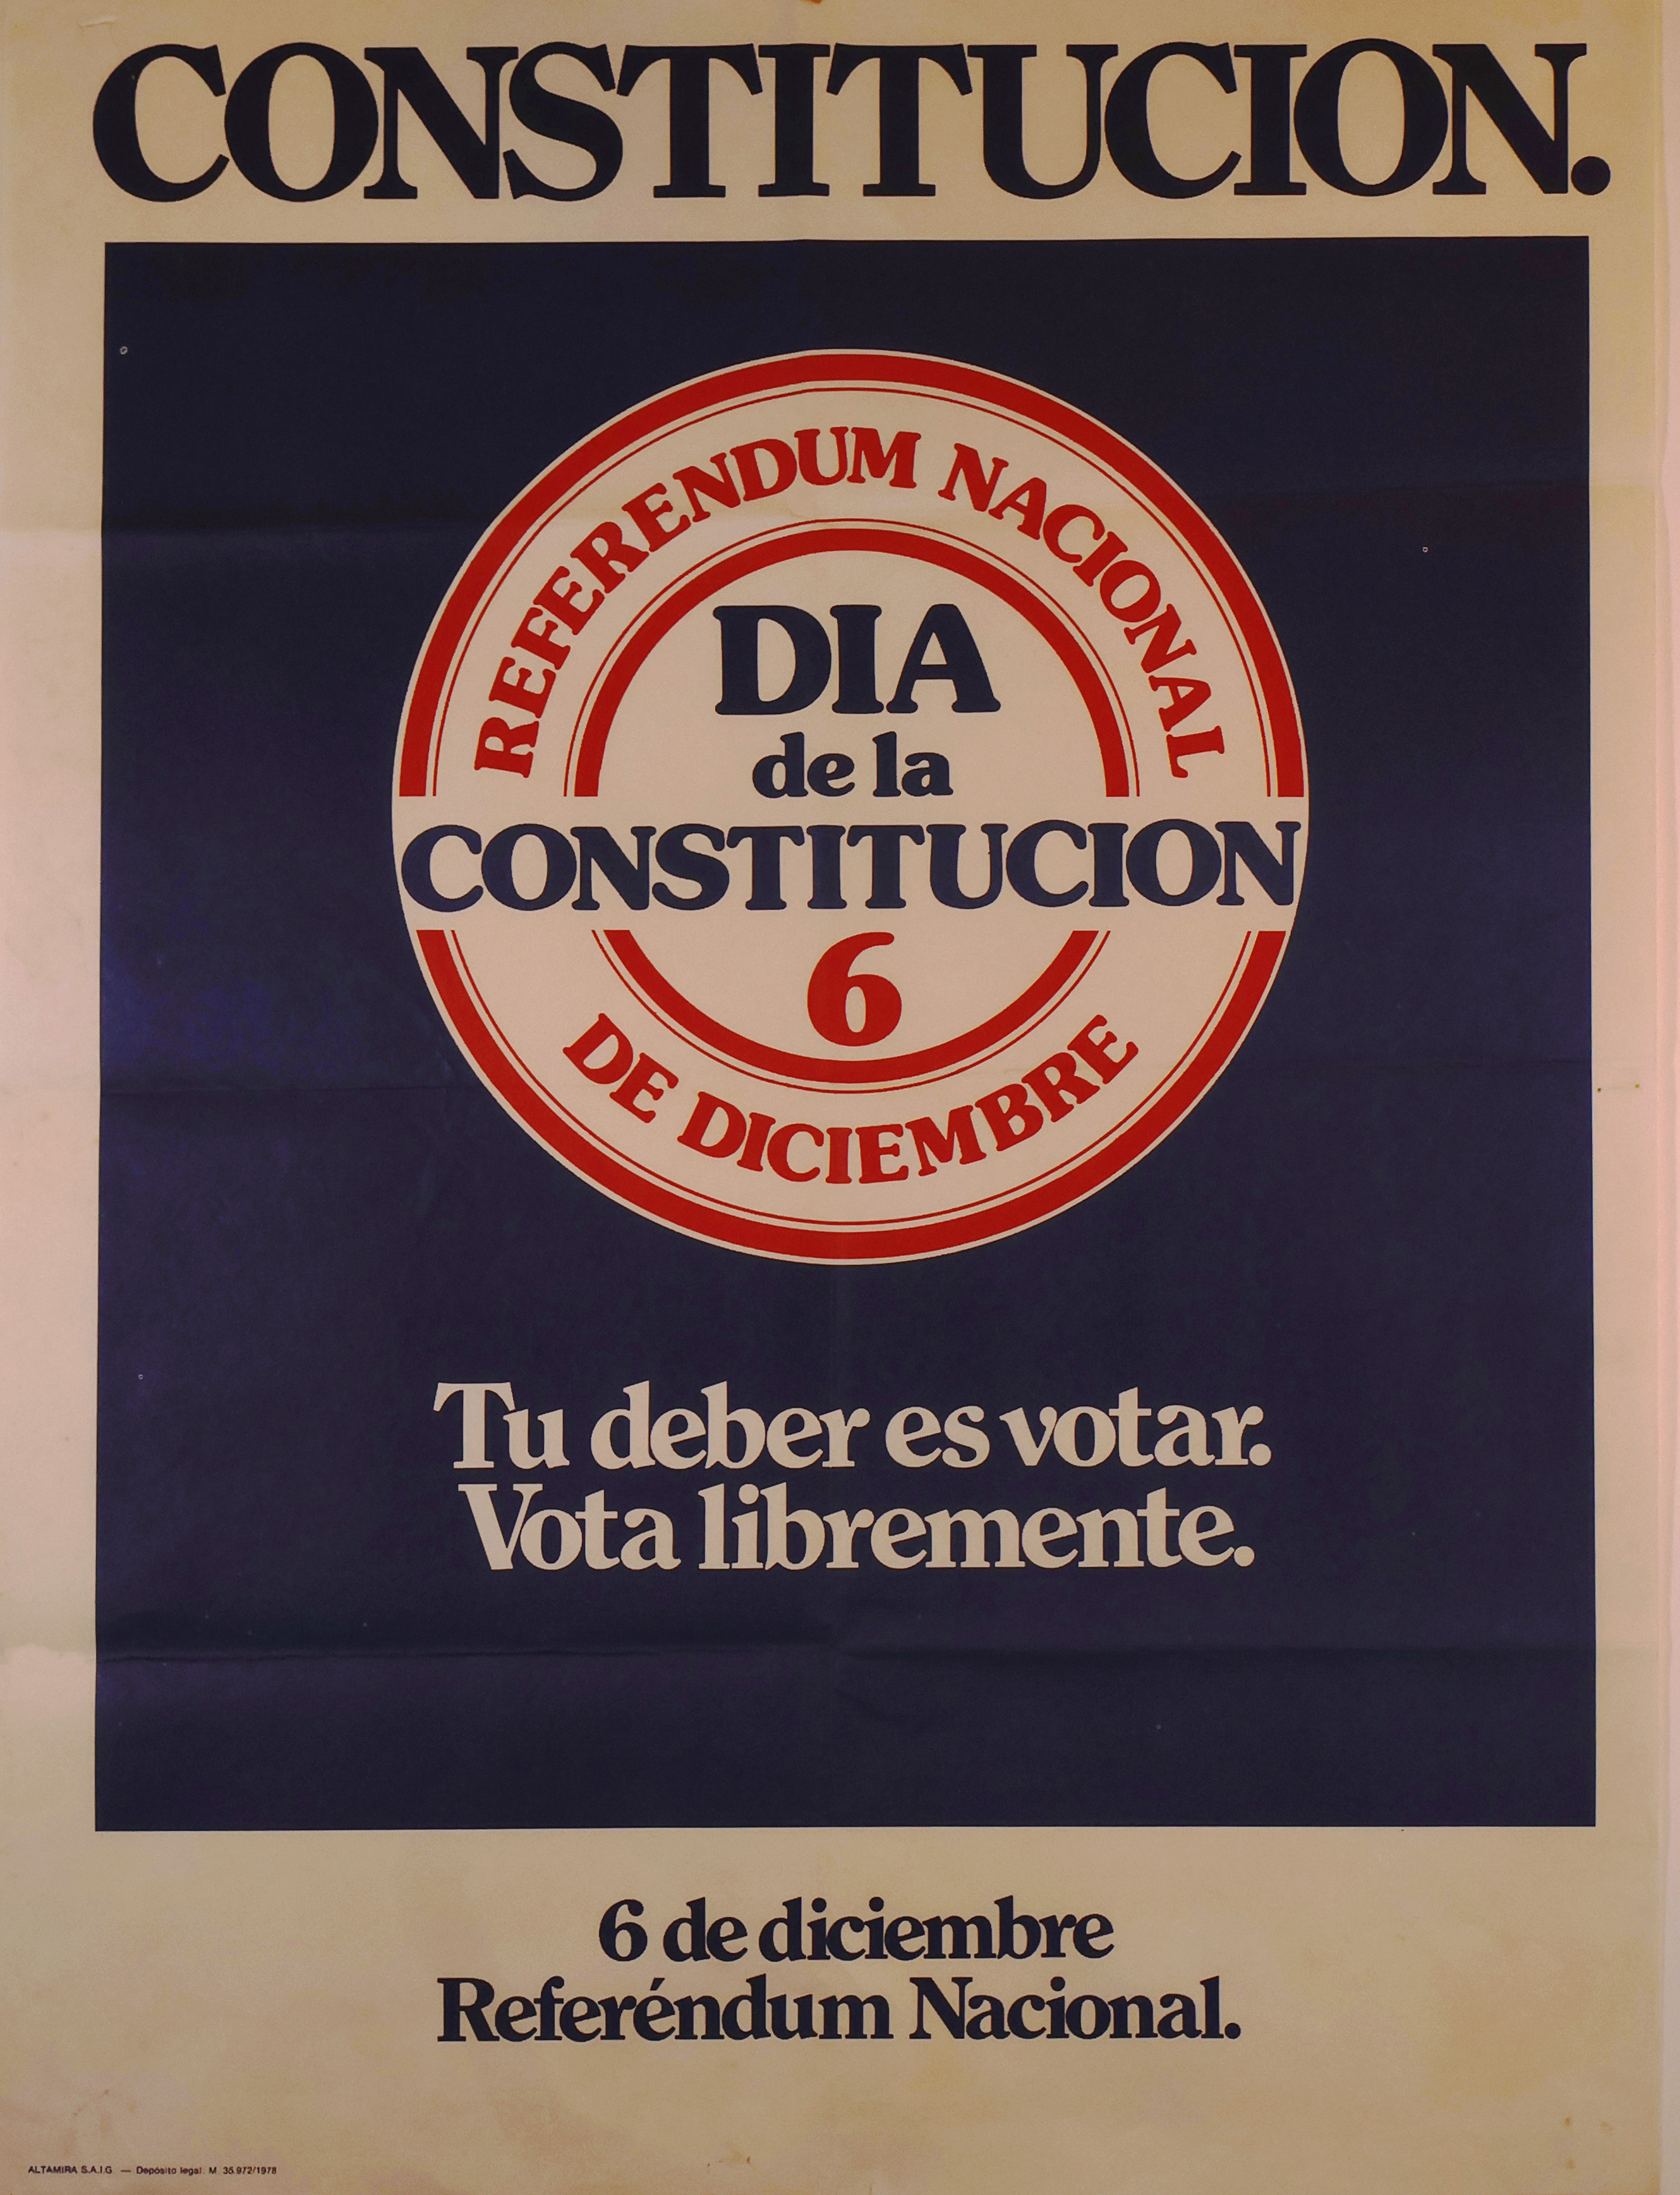 CONSTITUCION.
REFERENDUM NACIONAL
DIA
de la
CONSTITUCION
6
DE DICIEMBRE
Tu deber es votar.
Vota libremente.
6 de diciembre
Referéndum Nacional.
ALTAMIRA S.A.I.G. — Depósito legal: M. 35.972/1978